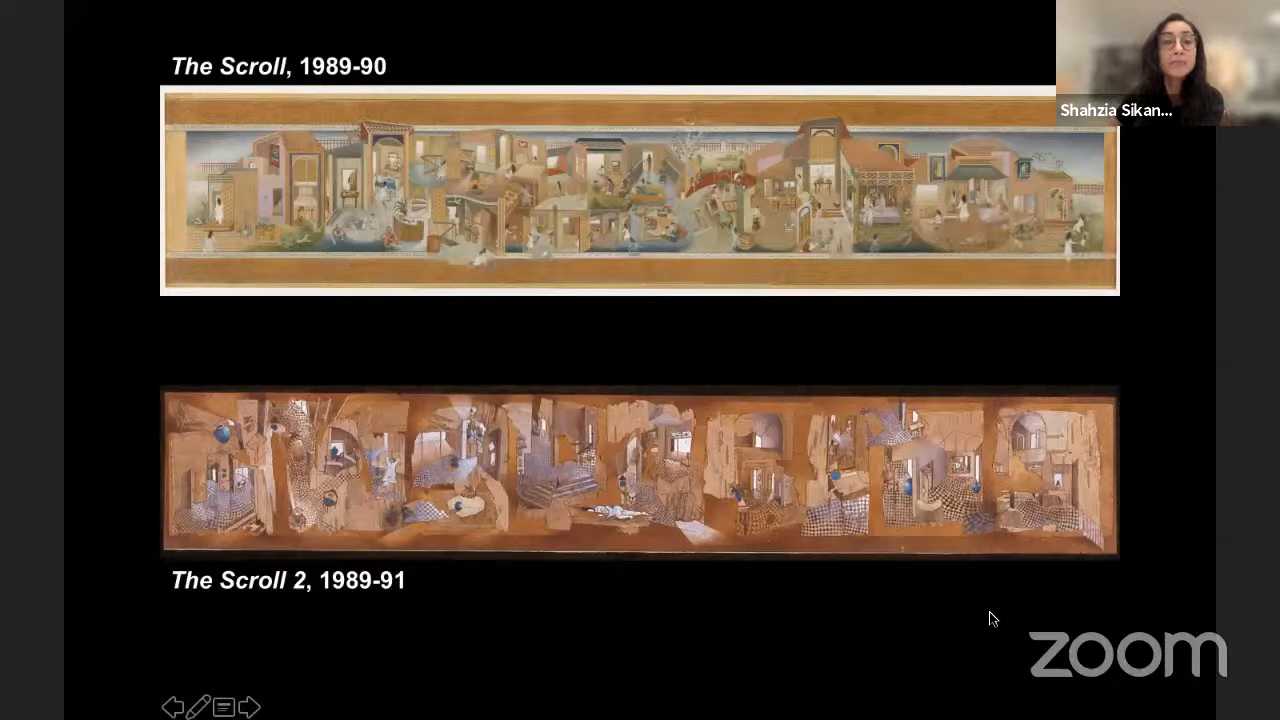 The Scroll, 1989-90
Shahzia Sikan...
The Scroll 2, 1989-91
zoom